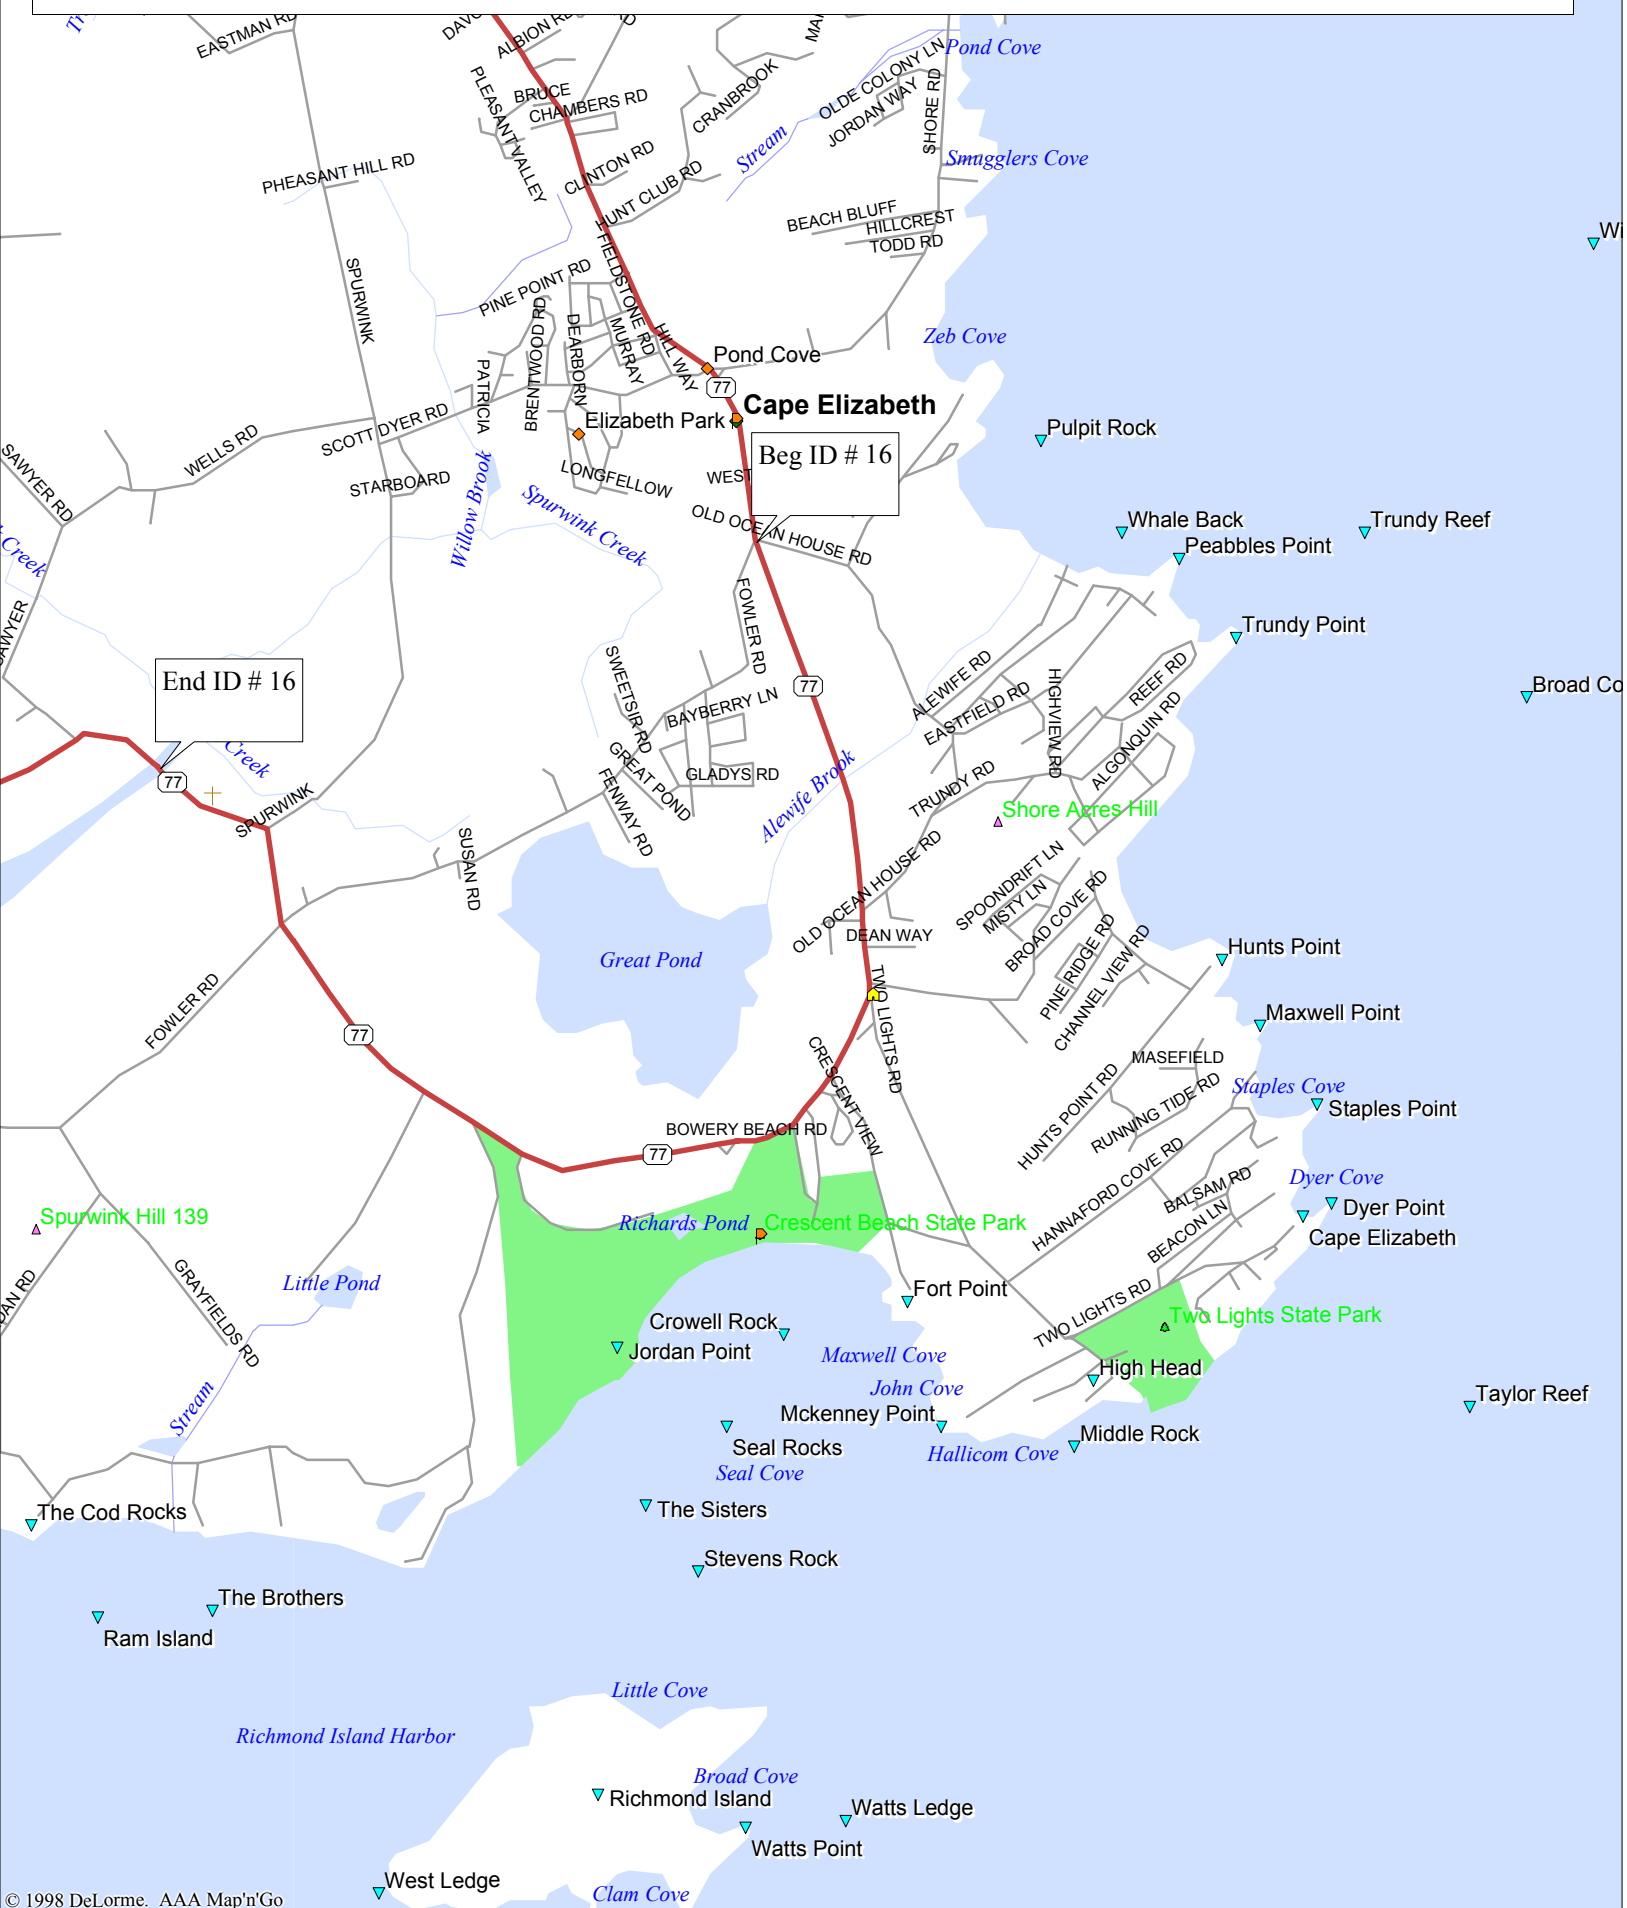 EASTMAN RD
ALBION RD
Pond Cove
OLDE COLONY LN
BRUCE
CHAMBERS RD
PLEASANT VALLEY
CRANBROOK
JORDAN WAY
SHORE RD
Stream
Smugglers Cove
PHEASANT HILL RD
CLINTON RD
HUNT CLUB RD
BEACH BLUFF
HILLCREST
TODD RD
SPURWINK
FIELDSTONE RD
PINE POINT RD
BRENTWOOD RD
DEARBORN
MURRAY
HILL WAY
Zeb Cove
Pond Cove
PATRICIA
77
Cape Elizabeth
Elizabeth Park
SCOTT DYER RD
WELLS RD
Pulpit Rock
Beg ID # 16
SAWYER RD
STARBOARD
LONGFELLOW
WEST
Willow Brook
Spurwink Creek
OLD OCEAN HOUSE RD
Whale Back
Trundy Reef
Peabbles Point
Creek
FOWLER RD
Trundy Point
End ID # 16
SWEETSIR RD
BAYBERRY LN
77
ALEWIFE RD
EASTFIELD RD
HIGHVIEW RD
REEF RD
ALGONQUIN RD
Creek
77
GREAT POND
GLADYS RD
FENWAY RD
Alewife Brook
TRUNDY RD
Shore Acres Hill
SPURWINK
SUSAN RD
OLD OCEAN HOUSE RD
SPOONDRIFT LN
MISTY LN
BROAD COVE RD
DEAN WAY
PINE RIDGE RD
CHANNEL VIEW RD
Hunts Point
Great Pond
FOWLER RD
TWO LIGHTS RD
Maxwell Point
77
CRESCENT VIEW
MASEFIELD
HUNTS POINT RD
RUNNING TIDE RD
Staples Cove
Staples Point
BOWERY BEACH RD
77
HANNAFORD COVE RD
BALSAM RD
BEACON LN
Dyer Cove
Dyer Point
Cape Elizabeth
Spurwink Hill 139
Richards Pond
Crescent Beach State Park
GRAYFIELDS RD
Little Pond
Fort Point
TWO LIGHTS RD
Two Lights State Park
Crowell Rock
Jordan Point
Maxwell Cove
High Head
John Cove
Taylor Reef
Stream
Mckenney Point
Seal Rocks
Hallicom Cove
Middle Rock
Seal Cove
The Cod Rocks
The Sisters
Stevens Rock
The Brothers
Ram Island
Little Cove
Richmond Island Harbor
Broad Cove
Richmond Island
Watts Ledge
Watts Point
West Ledge
Clam Cove
© 1998 DeLorme. AAA Map'n'Go